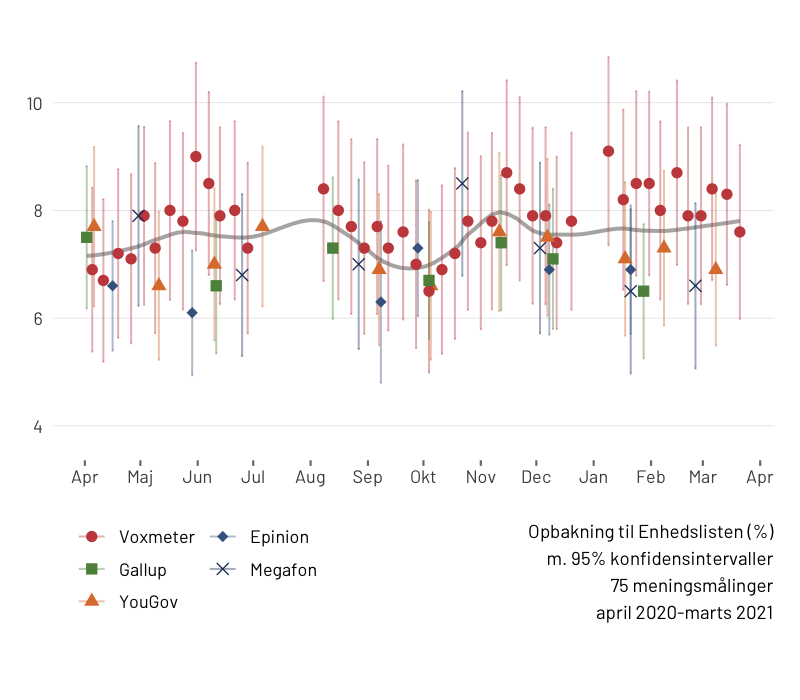 10
8
6
4
Apr Maj Jun Jul Aug Sep Okt Nov Dec Jan Feb Mar Apr
Voxmeter Epinion
Gallup Megafon
YouGov
Opbakning til Enhedslisten (%)
m. 95% konfidensintervaller
75 meningsmålinger
april 2020-marts 2021